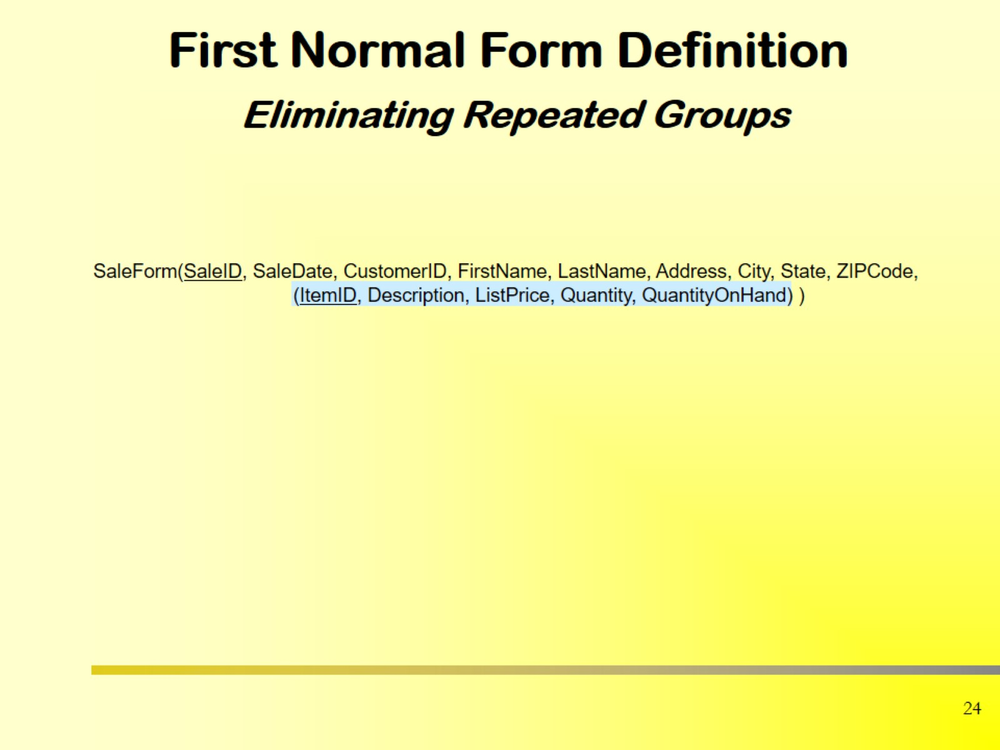 First Normal Form Definition
Eliminating Repeated Groups
SaleForm(SaleID, SaleDate, CustomerID, FirstName, LastName, Address, City, State, ZIPCode,
(ItemID, Description, ListPrice, Quantity, QuantityOnHand) )
24